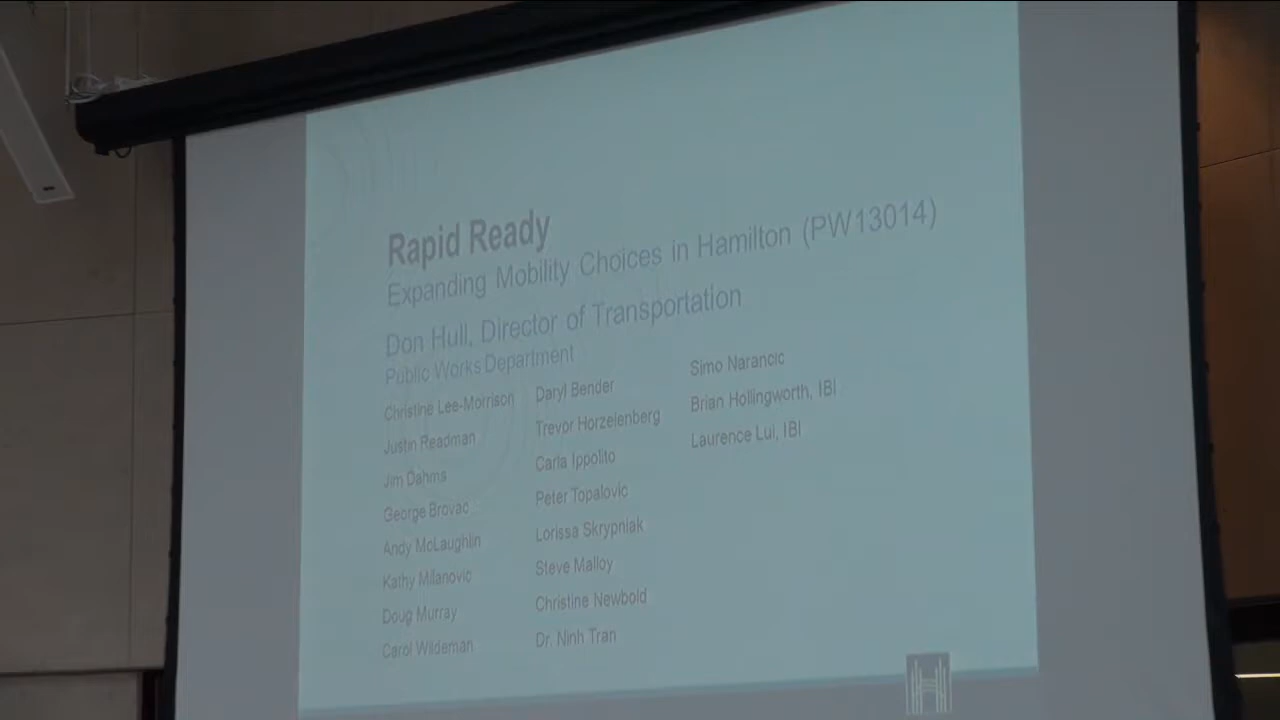 Rapid Ready
Expanding Mobility Choices in Hamilton (PW13014)
Don Hull, Director of Transportation
Public Works Department
Christine Lee-Morrison
Justin Readman
Jim Dahms
George Brovac
Andy McLaughlin
Kathy Milanovic
Doug Murray
Carol Wildeman
Daryl Bender
Trevor Horzelenberg
Carla Ippolito
Peter Topalovic
Lorissa Skrypniak
Steve Malloy
Christine Newbold
Dr. Ninh Tran
Simo Narancic
Brian Hollingworth, IBI
Laurence Lui, IBI